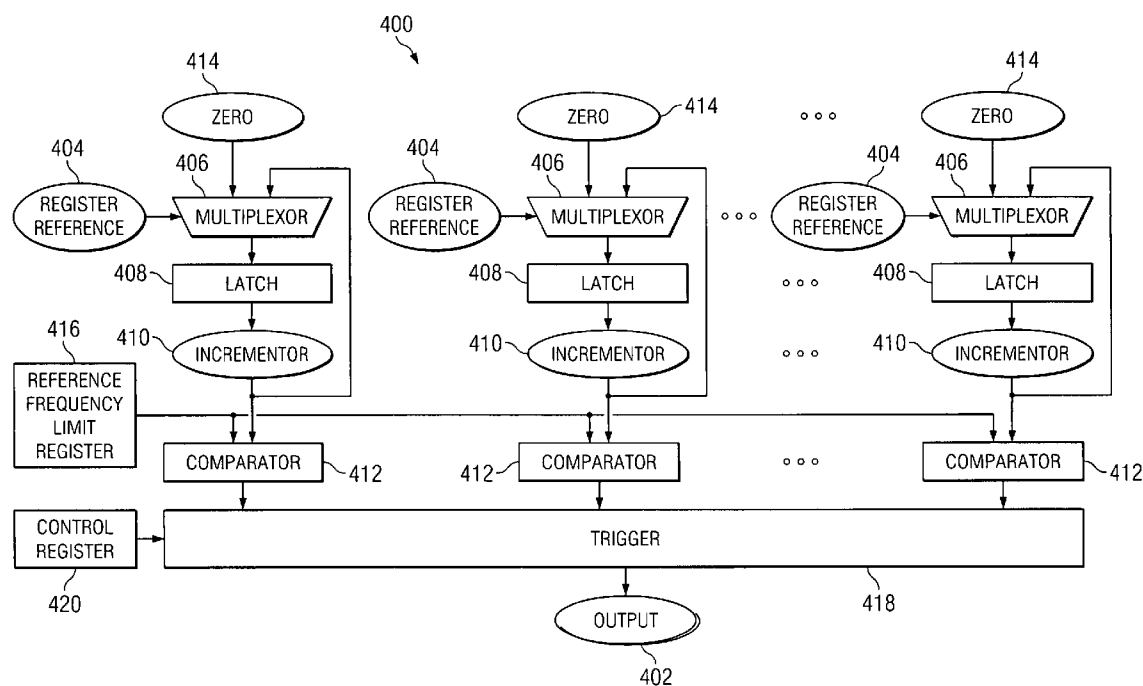 400
414
414
414
ZERO
ZERO
ZERO
404
406
404
406
404
406
REGISTER
REFERENCE
MULTIPLEXOR
REGISTER
REFERENCE
MULTIPLEXOR
REGISTER
REFERENCE
MULTIPLEXOR
408
LATCH
408
LATCH
408
LATCH
416
410
INCREMENTOR
410
INCREMENTOR
410
INCREMENTOR
REFERENCE
FREQUENCY
LIMIT
REGISTER
COMPARATOR
412
412
COMPARATOR
COMPARATOR
412
CONTROL
REGISTER
TRIGGER
420
418
OUTPUT
402